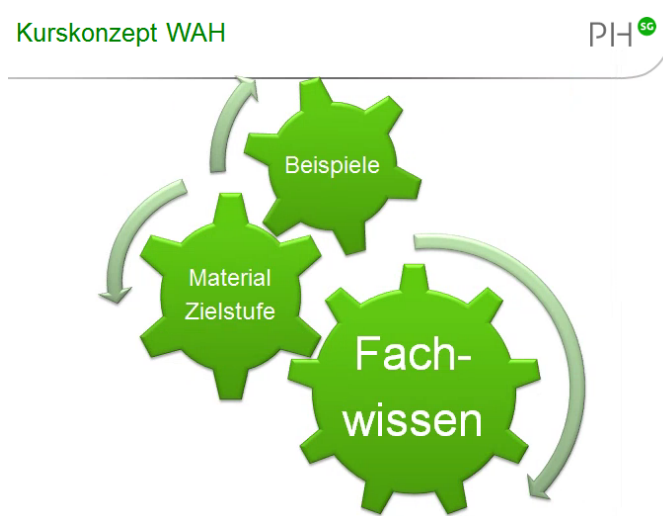 Kurskonzept WAH
PH SG
Beispiele
Material
Zielstufe
Fach-
wissen